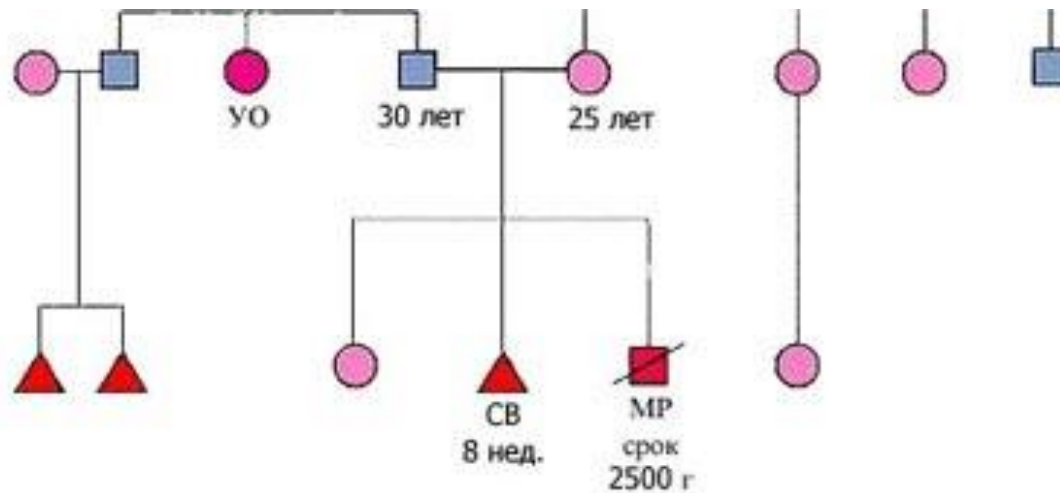 УО
30 лет
25 лет
СВ
8 нед.
МР
срок
2500 г